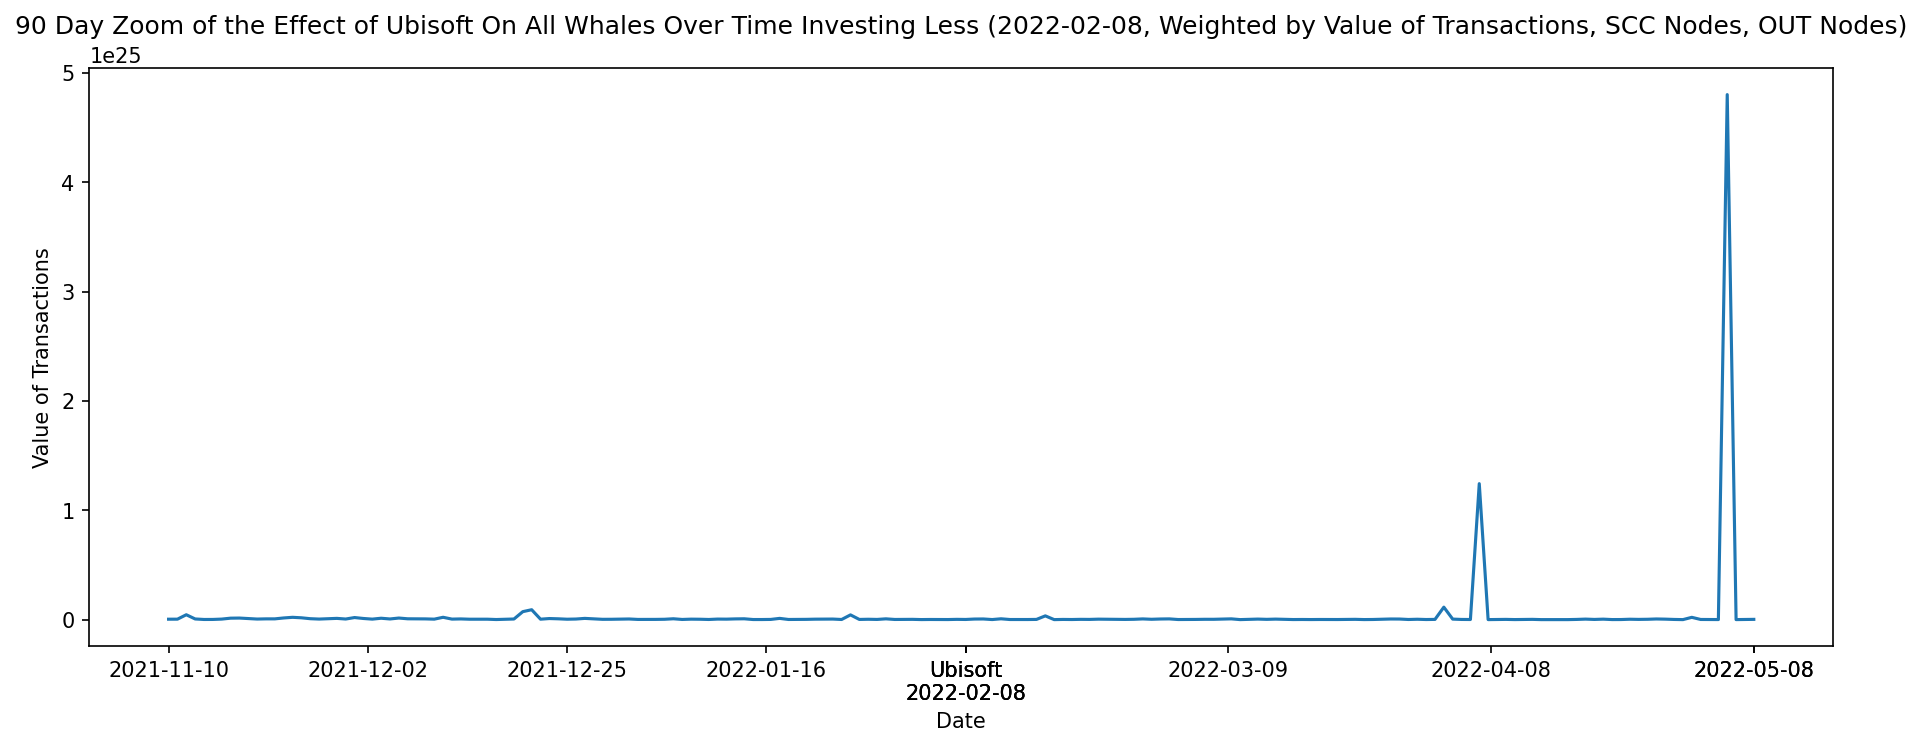 90 Day Zoom of the Effect of Ubisoft On All Whales Over Time Investing Less (2022-02-08, Weighted by Value of Transactions, SCC Nodes, OUT Nodes)
1e25
5
4
3
2
1
0
Value of Transactions
2021-11-10 2021-12-02 2021-12-25 2022-01-16 Ubisoft 2022-03-09 2022-04-08 2022-05-08
2022-02-08
Date